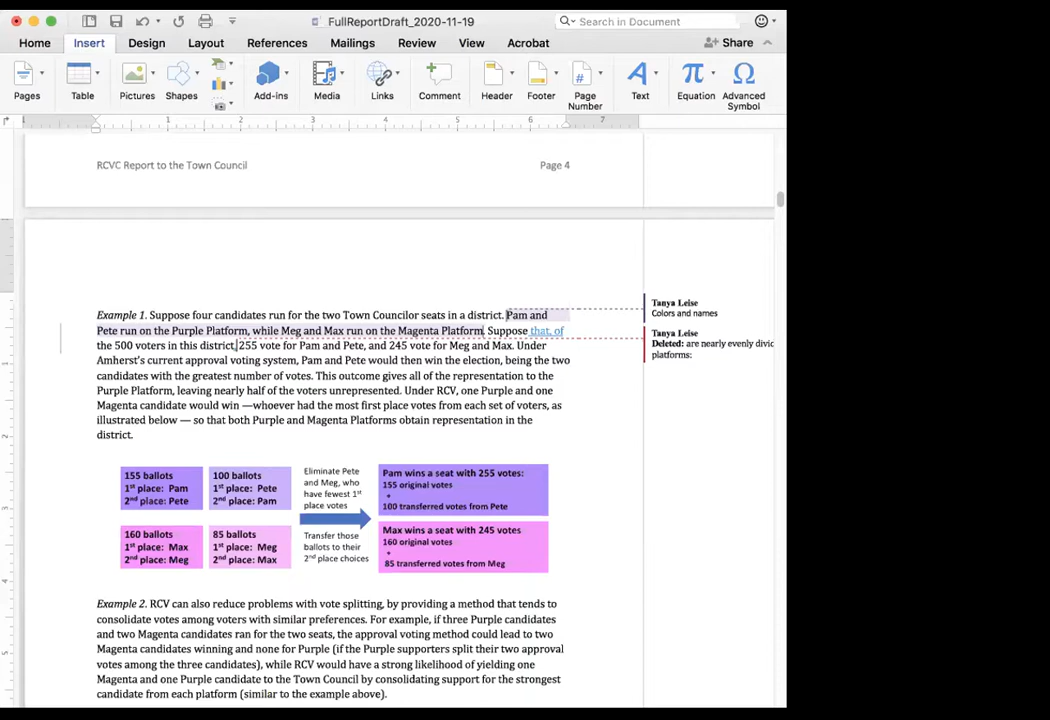 FullReportDraft_2020-11-19
Search in Document
Home Insert Design Layout References Mailings Review View Acrobat Share
Pages Table Pictures Shapes Add-ins Media Links Comment Header Footer Page Number Text Equation Advanced Symbol
1 1 2 3 4 5 6 7
RCVC Report to the Town Council Page 4
Example 1. Suppose four candidates run for the two Town Councilor seats in a district. Pam and
Pete run on the Purple Platform, while Meg and Max run on the Magenta Platform. Suppose that, of
the 500 voters in this district, 255 vote for Pam and Pete, and 245 vote for Meg and Max. Under
Amherst's current approval voting system, Pam and Pete would then win the election, being the two
candidates with the greatest number of votes. This outcome gives all of the representation to the
Purple Platform, leaving nearly half of the voters unrepresented. Under RCV, one Purple and one
Magenta candidate would win —whoever had the most first place votes from each set of voters, as
illustrated below — so that both Purple and Magenta Platforms obtain representation in the
district.
Tanya Leise
Colors and names
Tanya Leise
Deleted: are nearly evenly divid
platforms:
155 ballots
1st place: Pam
2nd place: Pete
100 ballots
1st place: Pete
2nd place: Pam
160 ballots
1st place: Max
2nd place: Meg
85 ballots
1st place: Meg
2nd place: Max
Eliminate Pete
and Meg, who
have fewest 1st
place votes
Transfer those
ballots to their
2nd place choices
Pam wins a seat with 255 votes:
155 original votes
+
100 transferred votes from Pete
Max wins a seat with 245 votes
160 original votes
+
85 transferred votes from Meg
Example 2. RCV can also reduce problems with vote splitting, by providing a method that tends to
consolidate votes among voters with similar preferences. For example, if three Purple candidates
and two Magenta candidates ran for the two seats, the approval voting method could lead to two
Magenta candidates winning and none for Purple (if the Purple supporters split their two approval
votes among the three candidates), while RCV would have a strong likelihood of yielding one
Magenta and one Purple candidate to the Town Council by consolidating support for the strongest
candidate from each platform (similar to the example above).